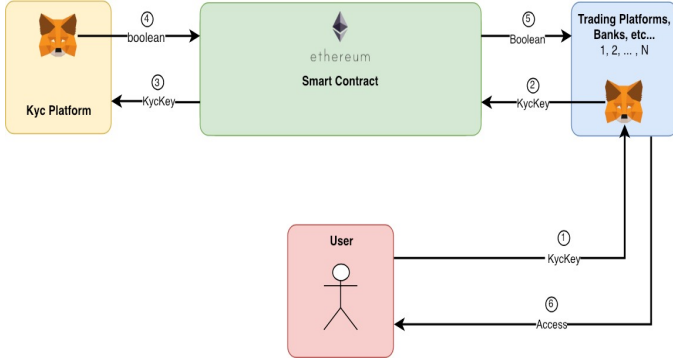 ④
boolean
ethereum
Smart Contract
⑤
Boolean
Trading Platforms,
Banks, etc...
1, 2, ... , N
③
KycKey
②
KycKey
Kyc Platform
User
①
KycKey
⑥
Access